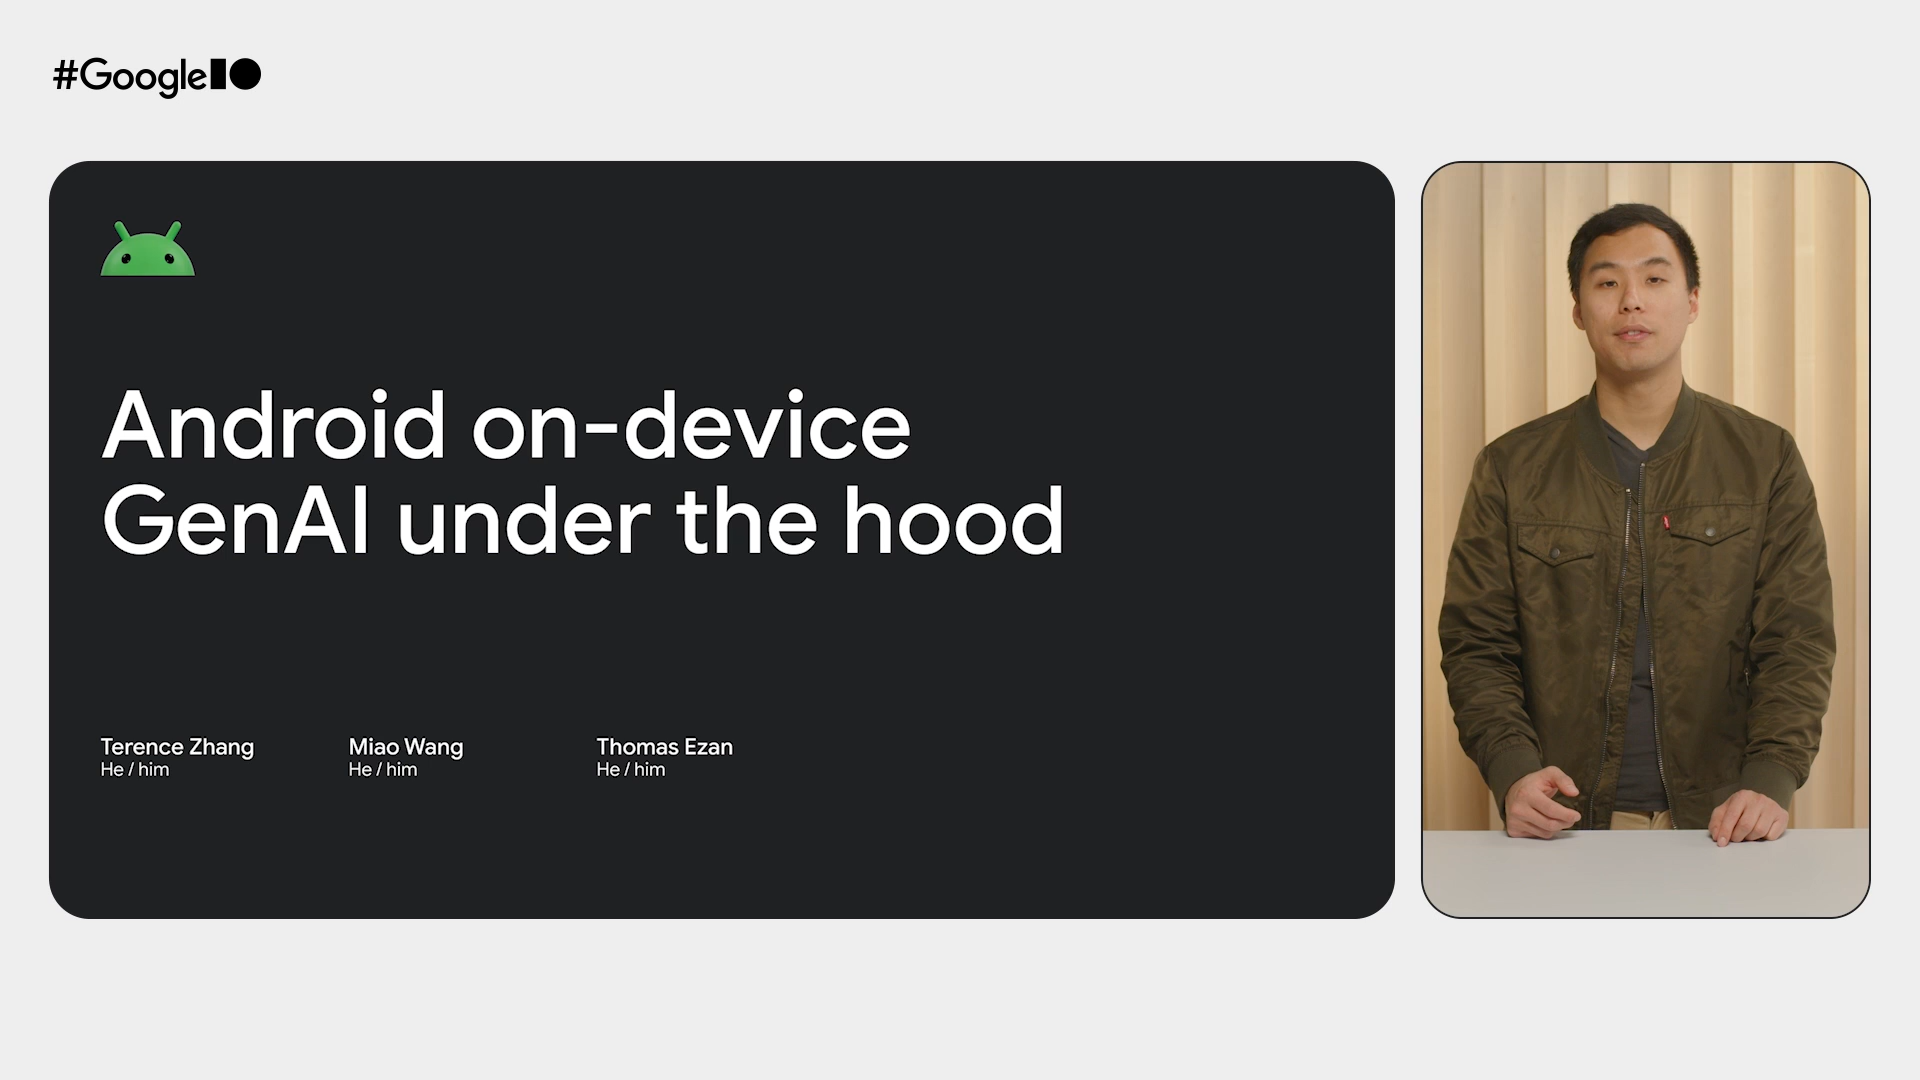 #GoogleIO
Android on-device
GenAI under the hood
Terence Zhang
He / him
Miao Wang
He / him
Thomas Ezan
He / him